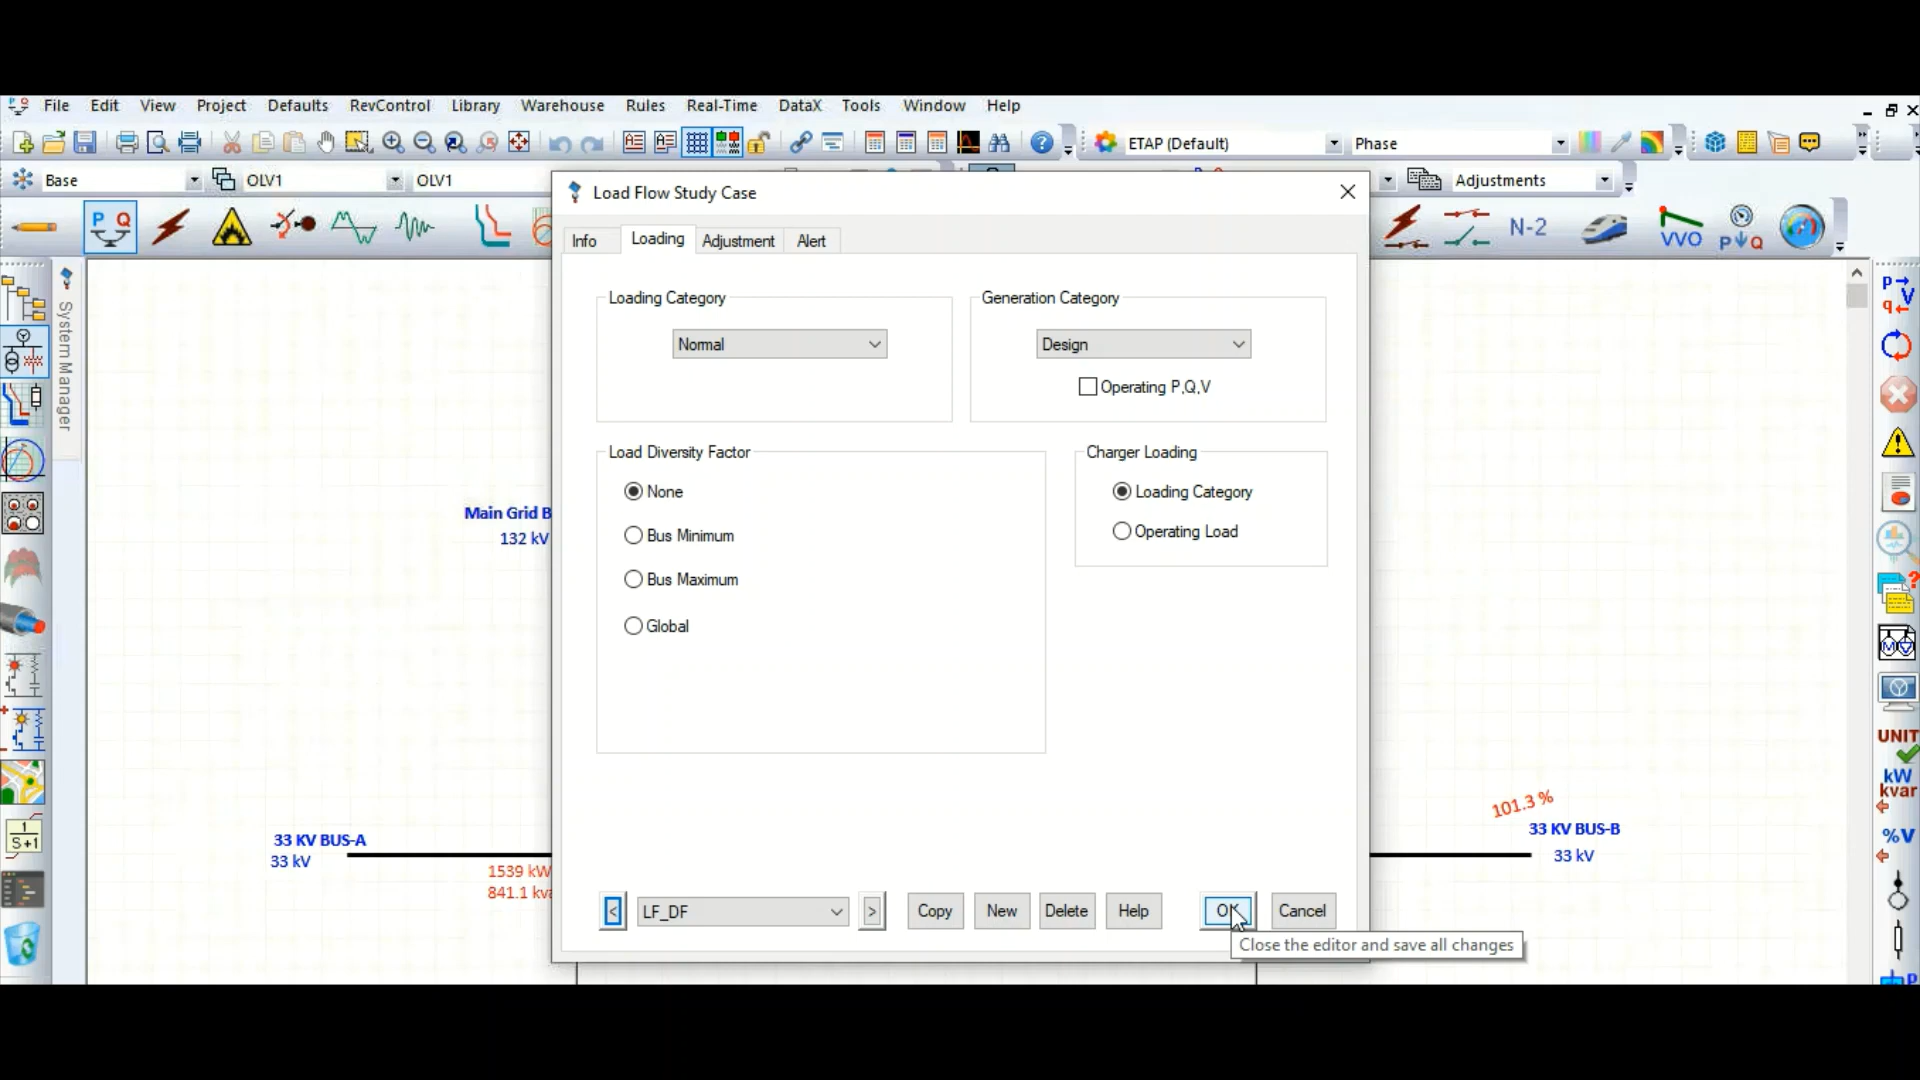 File Edit View Project Defaults RevControl Library Warehouse Rules Real-Time DataX Tools Window Help
ETAP (Default) Phase
Base OLV1 OLV1 Adjustments
P Q N-2 VVO P Q
Load Flow Study Case
Info Loading Adjustment Alert
System Manager
Loading Category
Normal
Generation Category
Design
Operating P,Q,V
Load Diversity Factor
None
Bus Minimum
Bus Maximum
Global
Charger Loading
Loading Category
Operating Load
Main Grid B
132 kV
33 KV BUS-A
33 kV
1539 kW
841.1 kva
101.3 %
33 KV BUS-B
33 kV
LF_DF
< > Copy New Delete Help OK Cancel
Close the editor and save all changes
P V
q
UNIT
kW
kvar
%V
1
S+1